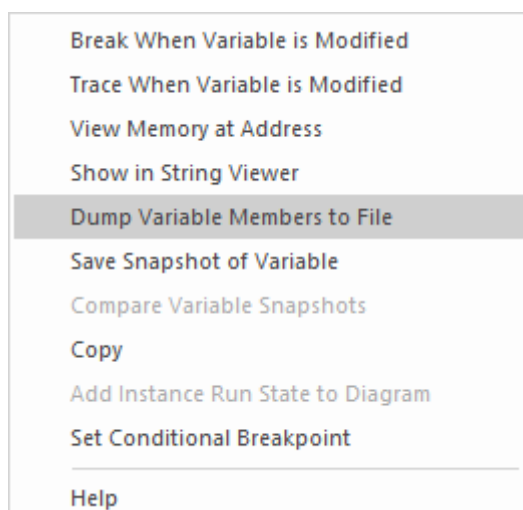 Break When Variable is Modified
Trace When Variable is Modified
View Memory at Address
Show in String Viewer
Dump Variable Members to File
Save Snapshot of Variable
Compare Variable Snapshots
Copy
Add Instance Run State to Diagram
Set Conditional Breakpoint
Help